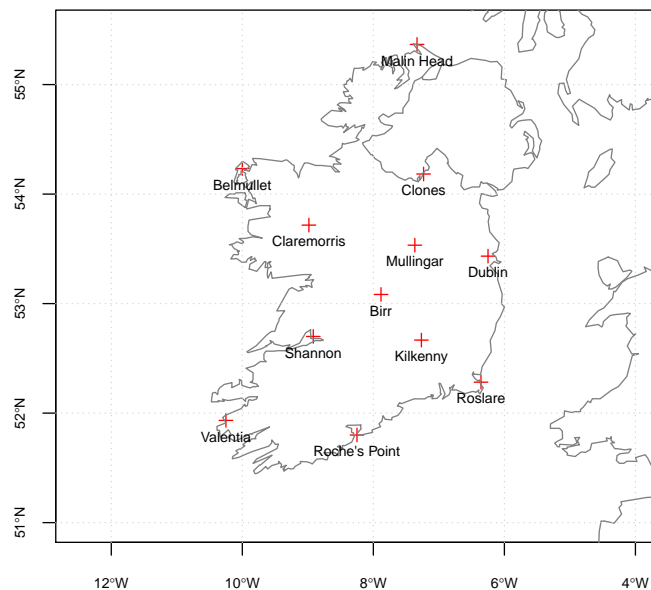 Malin Head
55°N
Belmullet
Clones
54°N
Claremorris
Mullingar
Dublin
53°N
Birr
Shannon
Kilkenny
Roslare
52°N
Valentia
Roche's Point
51°N
12°W 10°W 8°W 6°W 4°W